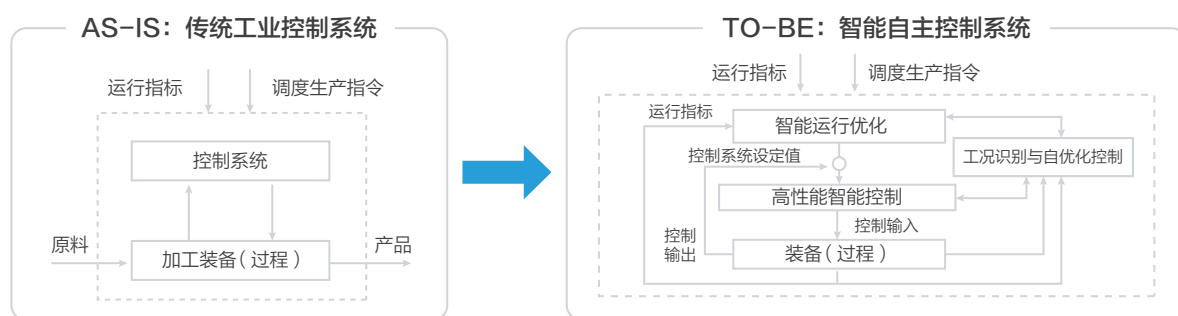 AS-IS：传统工业控制系统
运行指标
调度生产指令
控制系统
原料
加工装备（过程）
产品
TO-BE：智能自主控制系统
运行指标
调度生产指令
运行指标
智能运行优化
控制系统设定值
工况识别与自优化控制
高性能智能控制
控制输入
控制
输出
装备（过程）